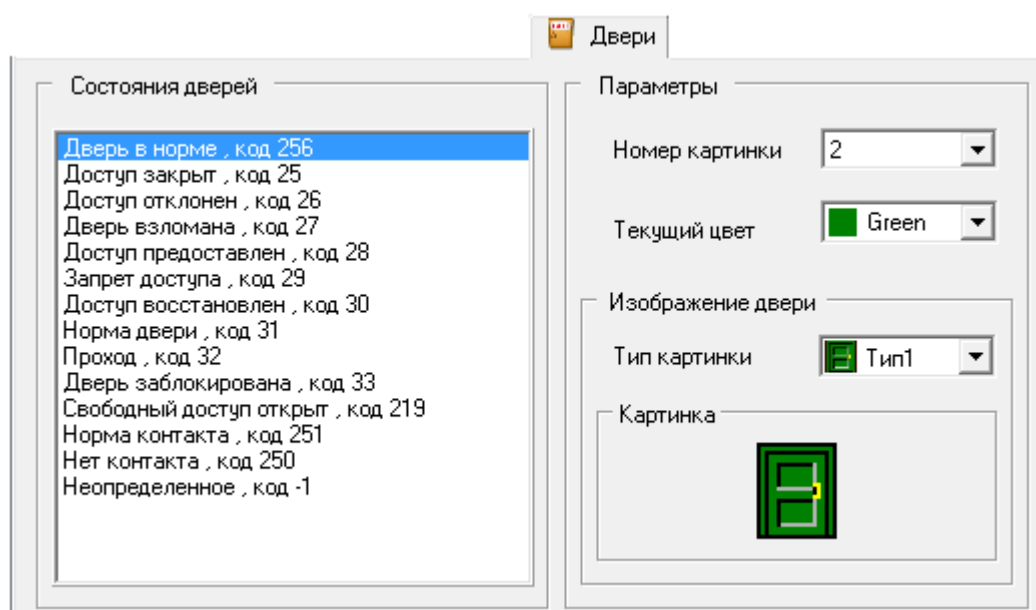 Двери
Состояния дверей
Дверь в норме , код 256
Доступ закрыт , код 25
Доступ отклонен , код 26
Дверь взломана , код 27
Доступ предоставлен , код 28
Запрет доступа , код 29
Доступ восстановлен , код 30
Норма двери , код 31
Проход , код 32
Дверь заблокирована , код 33
Свободный доступ открыт , код 219
Норма контакта , код 251
Нет контакта , код 250
Неопределенное , код -1
Параметры
Номер картинки 2
Текущий цвет Green
Изображение двери
Тип картинки Тип1
Картинка